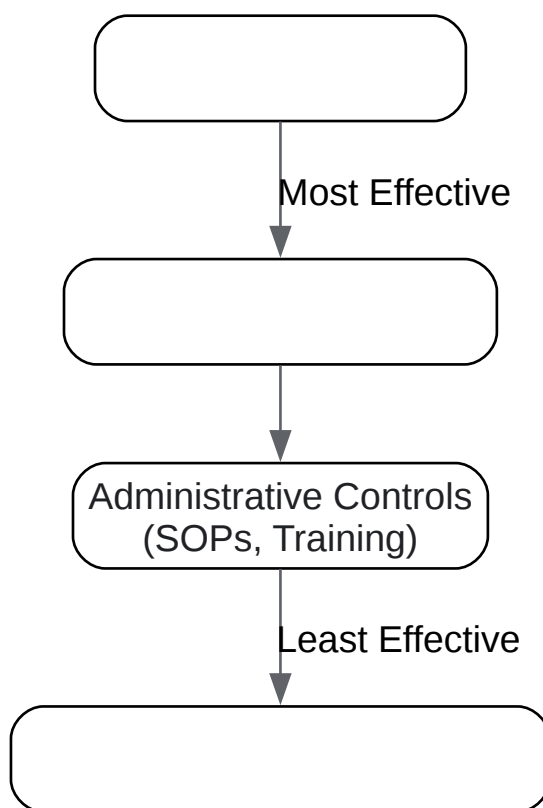 Most Effective
Administrative Controls
(SOPs, Training)
Least Effective